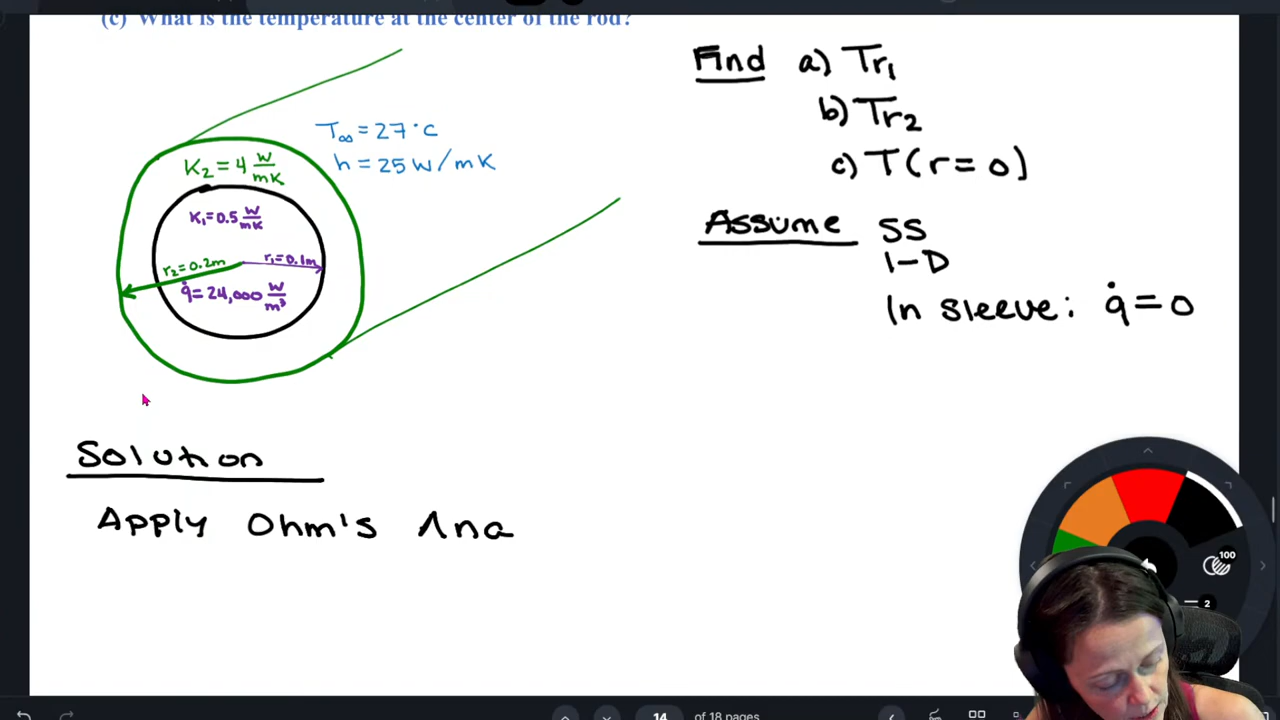 (c) What is the temperature at the center of the rod?
T∞ = 27°C
h = 25 W/mK
K₂ = 4 W/mK
K₁ = 0.5 W/mK
r₂ = 0.2m
r₁ = 0.1m
q̇ = 24,000 W/m³
Find a) Tr₁
b) Tr₂
c) T(r = 0)
Assume SS
1-D
In sleeve: q̇ = 0
Solution
Apply Ohm's Ana
100
2
14 of 18 pages